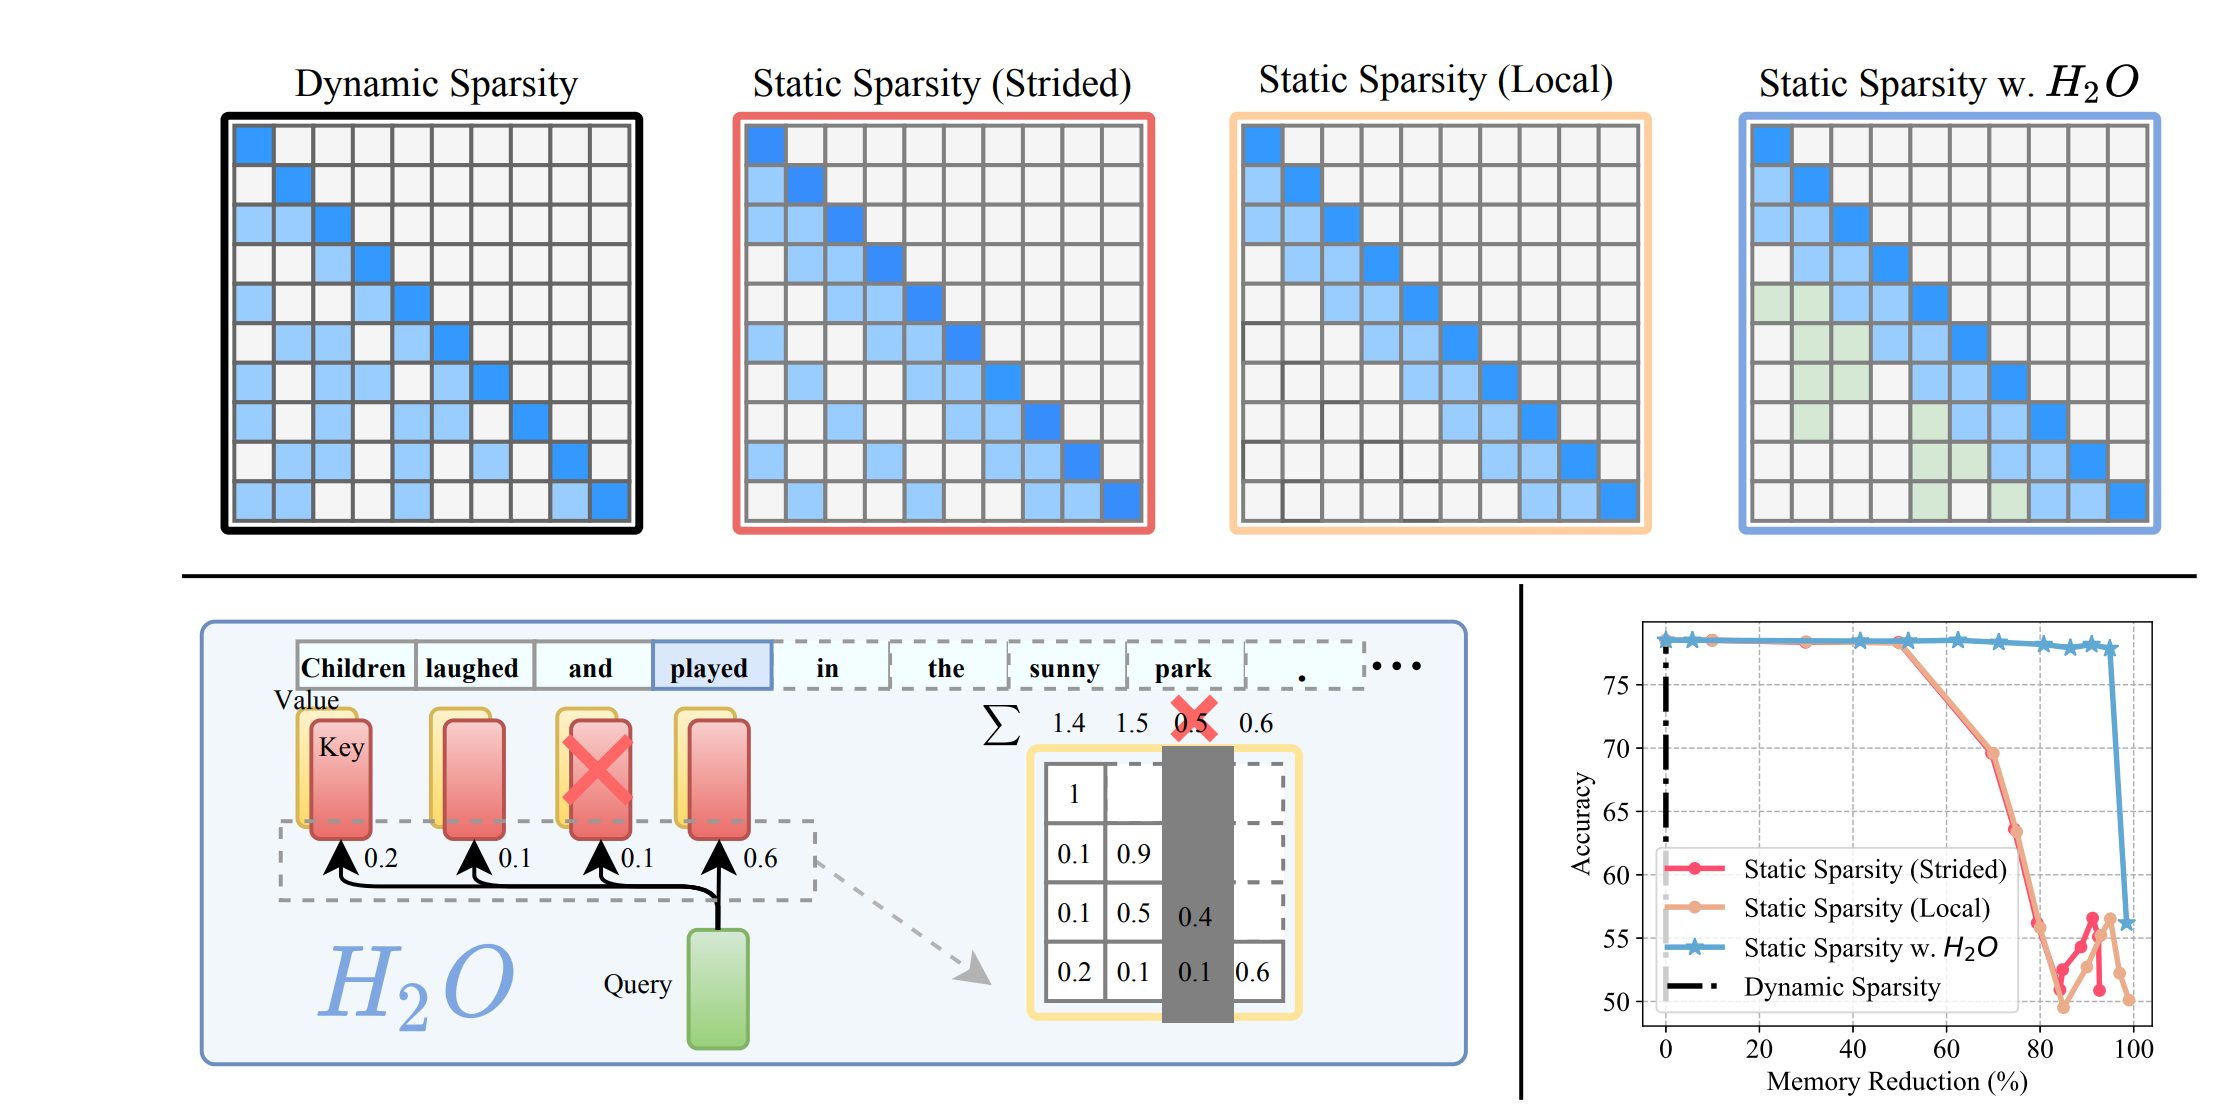 Dynamic Sparsity
Static Sparsity (Strided)
Static Sparsity (Local)
Static Sparsity w. H₂O
Children laughed and played in the sunny park . ...
Value
Key
∑ 1.4 1.5 0.5 0.6
0.2 0.1 0.1 0.6
Query
H₂O
1
0.1 0.9
0.1 0.5 0.4
0.2 0.1 0.1 0.6
Accuracy
75
70
65
60
55
50
Static Sparsity (Strided)
Static Sparsity (Local)
Static Sparsity w. H₂O
Dynamic Sparsity
0 20 40 60 80 100
Memory Reduction (%)